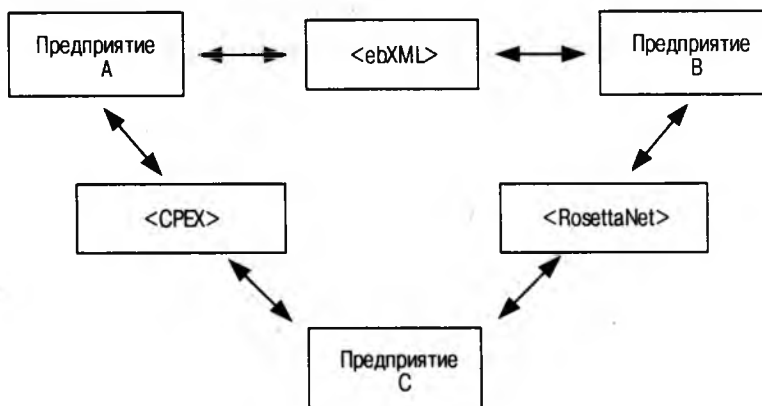 Предприятие
A
<ebXML>
Предприятие
B
<CPEX>
<RosettaNet>
Предприятие
C